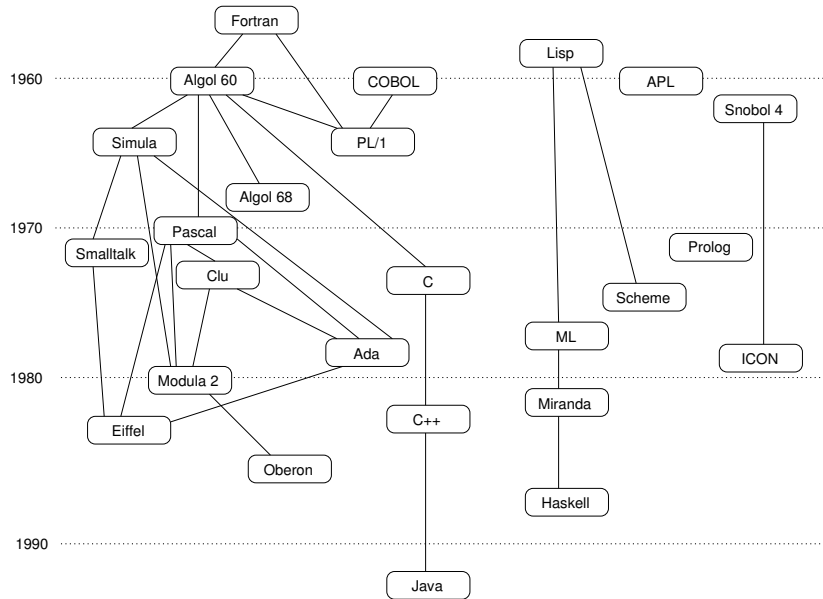 Fortran
Lisp
1960
Algol 60
COBOL
APL
Snobol 4
Simula
PL/1
Algol 68
1970
Pascal
Smalltalk
Prolog
Clu
C
Scheme
ML
Ada
ICON
1980
Modula 2
Miranda
Eiffel
C++
Oberon
Haskell
1990
Java